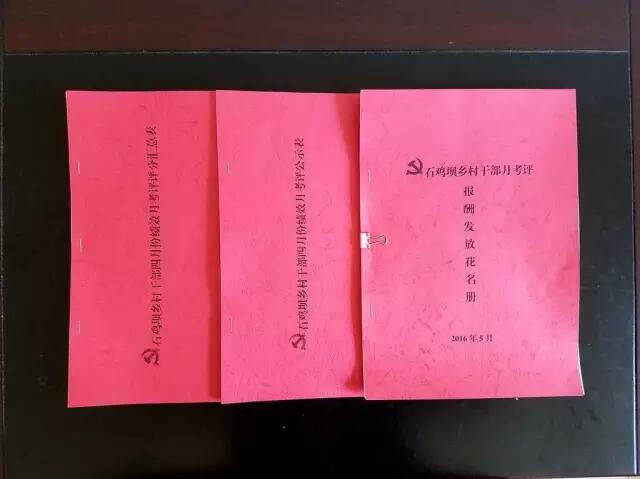 石鸡坝乡村干部四月份绩效月考评评分汇总表
石鸡坝乡村干部四月份绩效月考评公示表
石鸡坝乡村干部月考评
报酬发放花名册
2016年5月